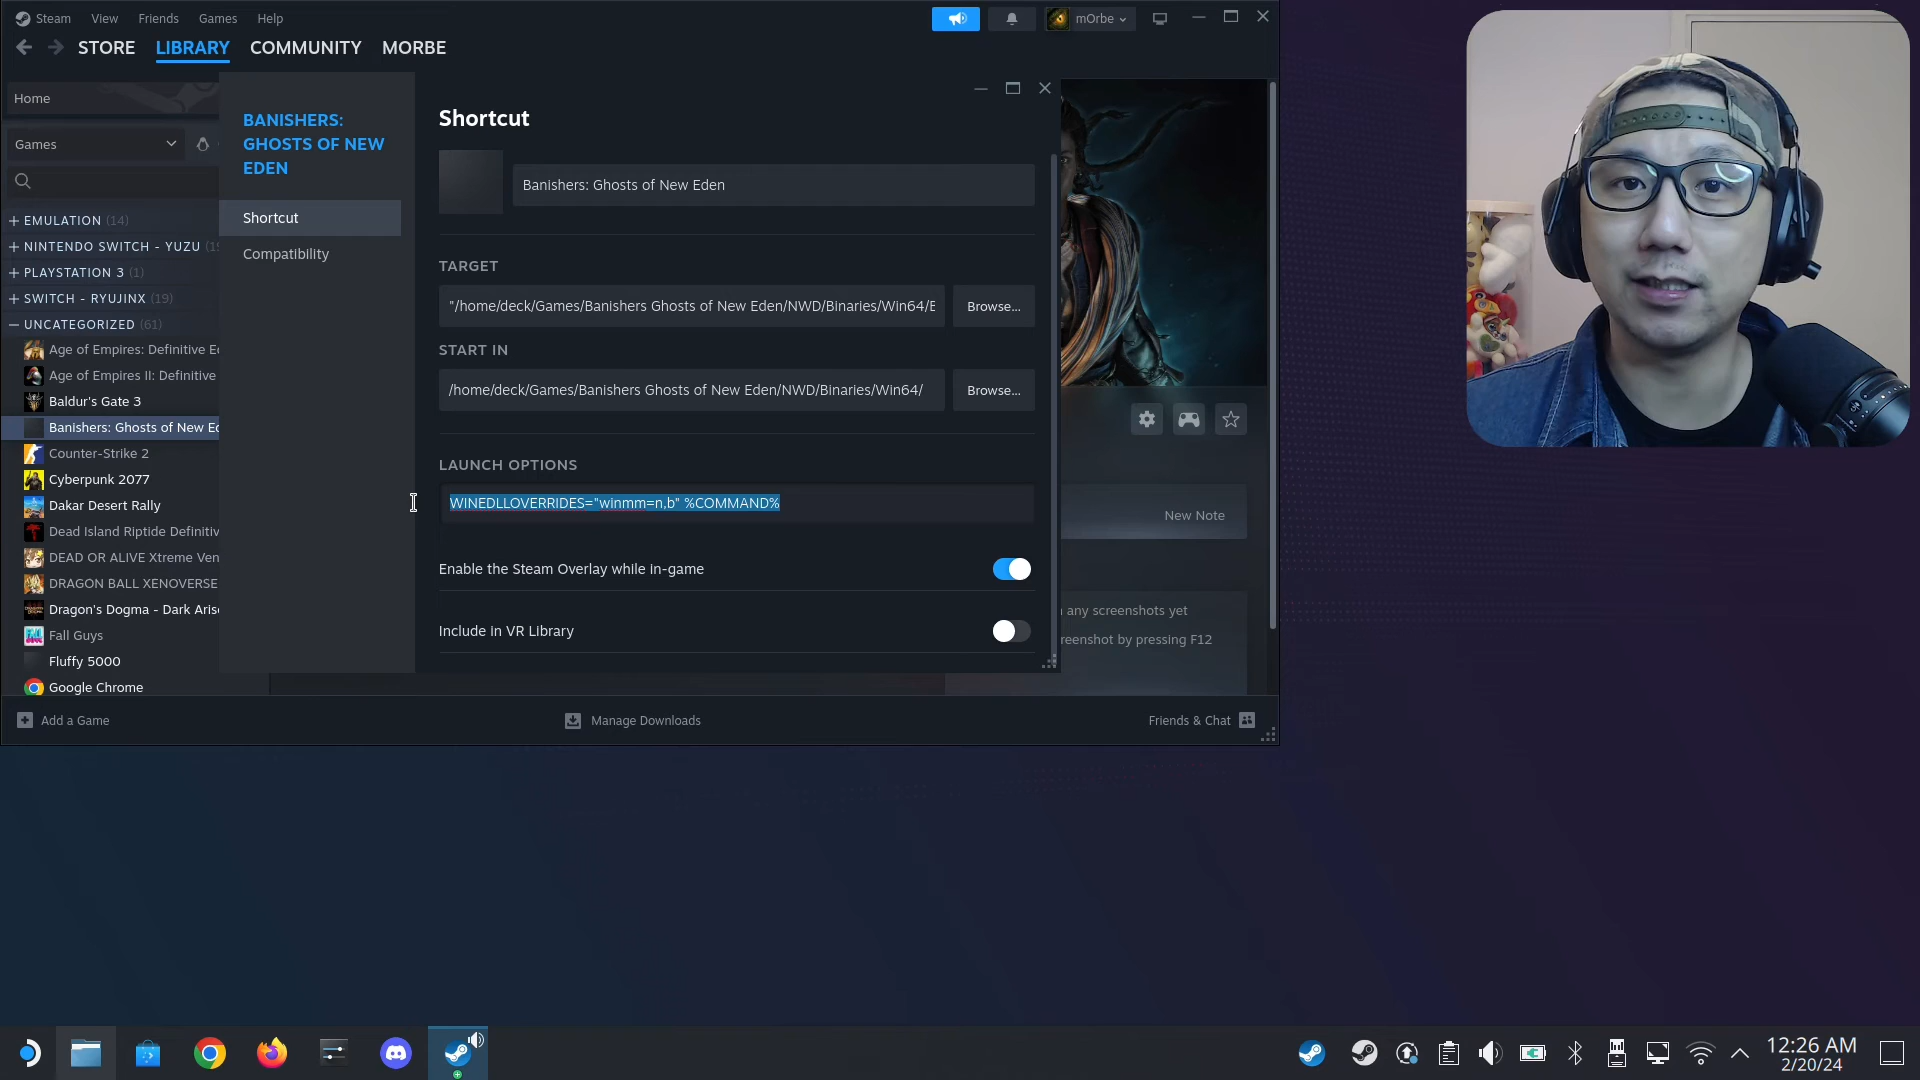 Steam View Friends Games Help
mOrbe
STORE LIBRARY COMMUNITY MORBE
Home
Games
+ EMULATION (14)
+ NINTENDO SWITCH - YUZU
+ PLAYSTATION 3 (1)
+ SWITCH - RYUJINX (19)
− UNCATEGORIZED (61)
Age of Empires: Definitive
Age of Empires II: Definitive
Baldur's Gate 3
Banishers: Ghosts of New
Counter-Strike 2
Cyberpunk 2077
Dakar Desert Rally
Dead Island Riptide
DEAD OR ALIVE Xtreme
DRAGON BALL XENOVERSE
Dragon's Dogma - Dark
Fall Guys
Fluffy 5000
Google Chrome
BANISHERS:
GHOSTS OF NEW
EDEN
Shortcut
Compatibility
Shortcut
Banishers: Ghosts of New Eden
TARGET
"/home/deck/Games/Banishers Ghosts of New Eden/NWD/Binaries/Win64/
Browse...
START IN
/home/deck/Games/Banishers Ghosts of New Eden/NWD/Binaries/Win64/
Browse...
LAUNCH OPTIONS
WINEDLLOVERRIDES="winmm=n,b" %COMMAND%
Enable the Steam Overlay while in-game
Include in VR Library
New Note
any screenshots yet
by pressing F12
Add a Game
Manage Downloads
Friends & Chat
12:26 AM
2/20/24